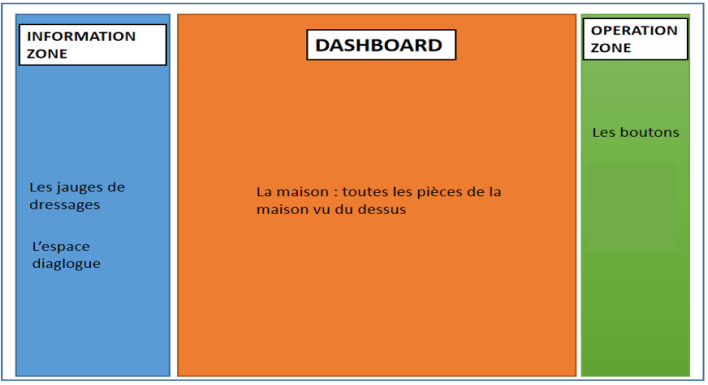 INFORMATION
ZONE
Les jauges de
dressages
L'espace
diaglogue
DASHBOARD
La maison : toutes les pièces de la
maison vu du dessus
OPERATION
ZONE
Les boutons